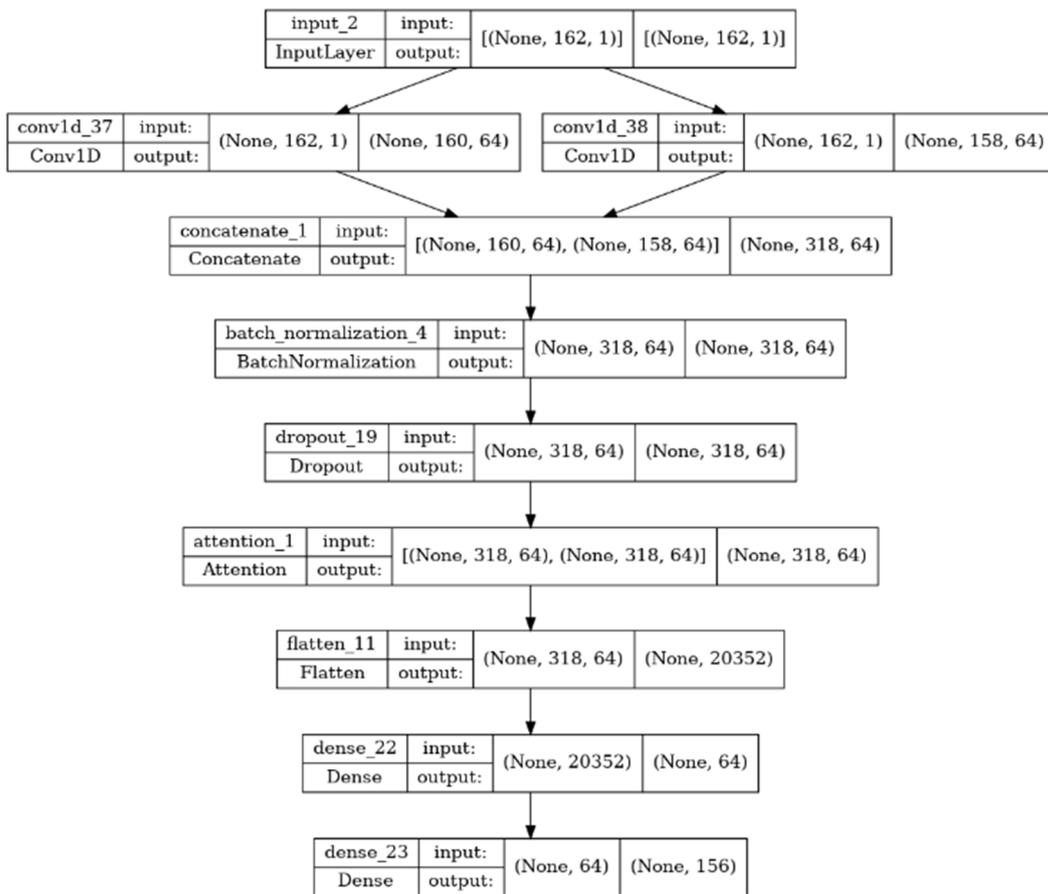 input_2 input: [(None, 162, 1)] [(None, 162, 1)]
InputLayer output:
conv1d_37 input: (None, 162, 1) (None, 160, 64)
Conv1D output:
conv1d_38 input: (None, 162, 1) (None, 158, 64)
Conv1D output:
concatenate_1 input: [(None, 160, 64), (None, 158, 64)] (None, 318, 64)
Concatenate output:
batch_normalization_4 input: (None, 318, 64) (None, 318, 64)
BatchNormalization output:
dropout_19 input: (None, 318, 64) (None, 318, 64)
Dropout output:
attention_1 input: [(None, 318, 64), (None, 318, 64)] (None, 318, 64)
Attention output:
flatten_11 input: (None, 318, 64) (None, 20352)
Flatten output:
dense_22 input: (None, 20352) (None, 64)
Dense output:
dense_23 input: (None, 64) (None, 156)
Dense output: